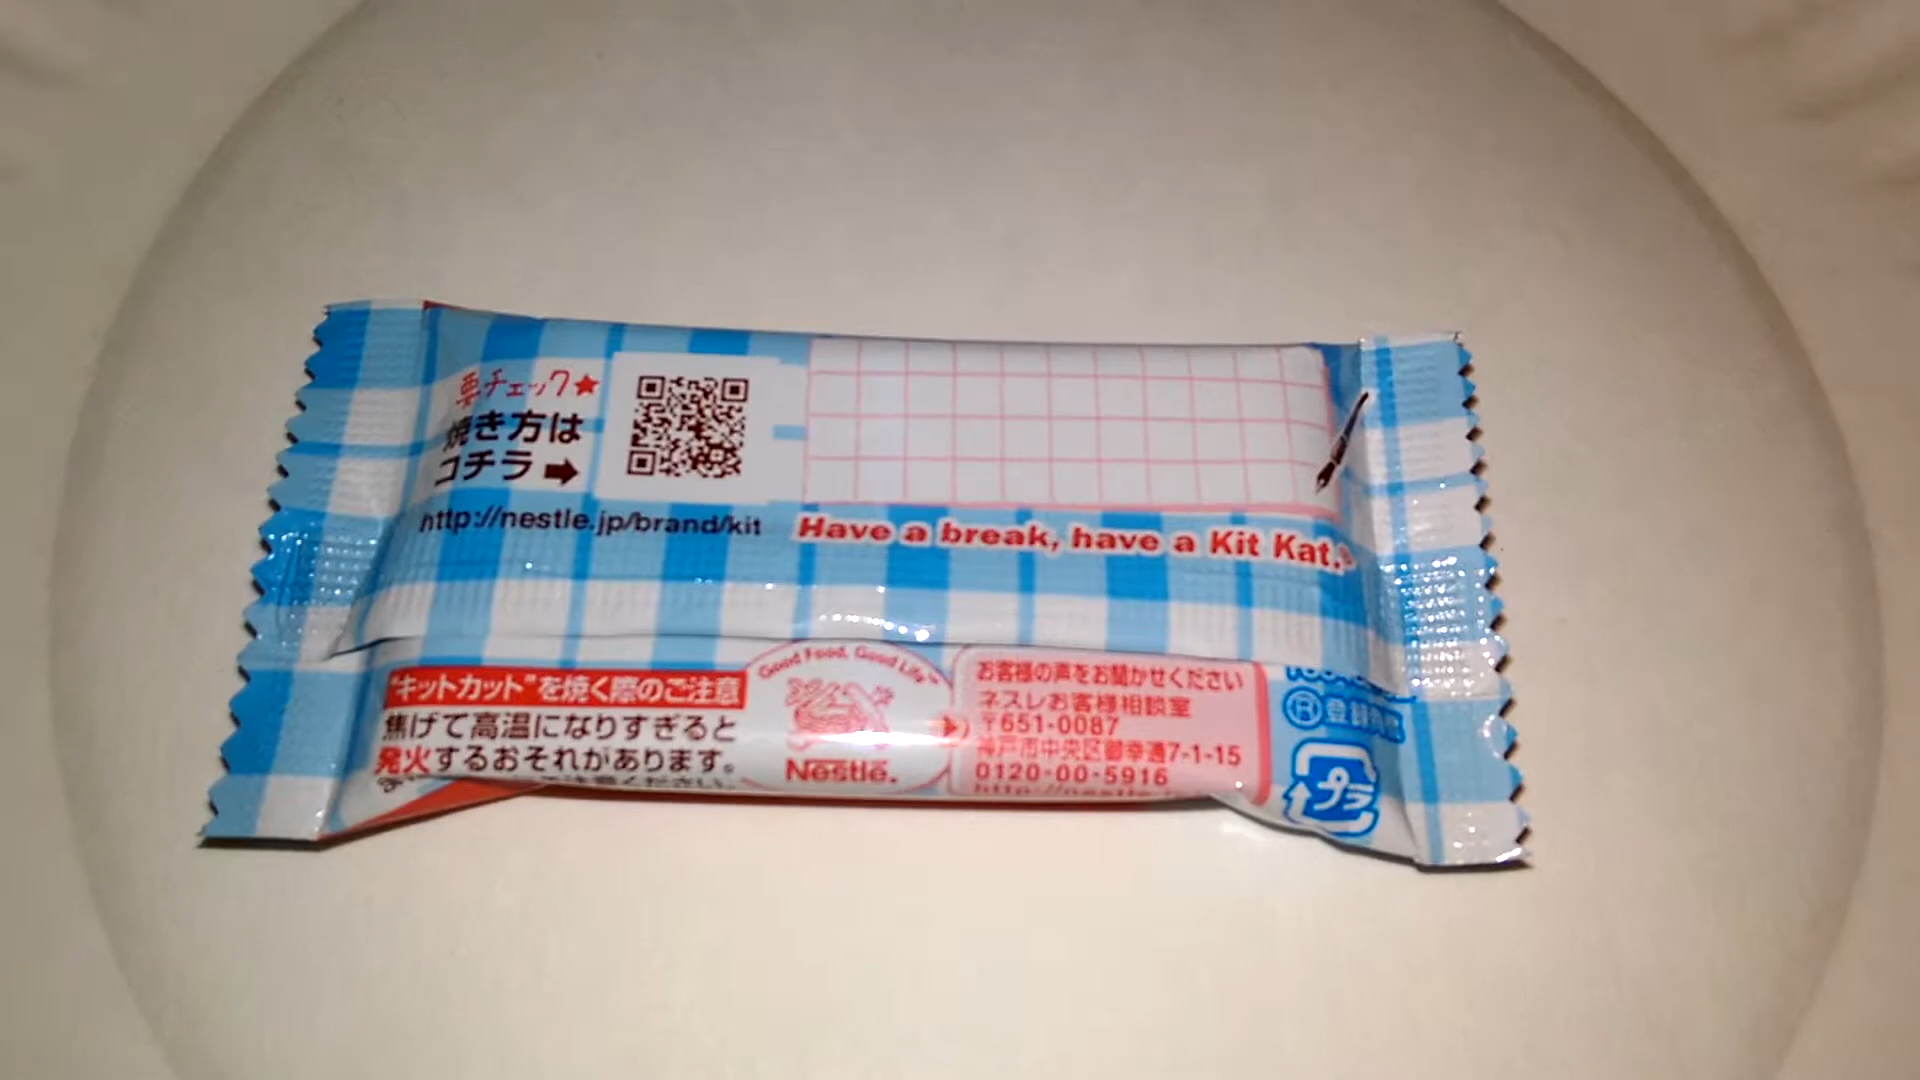 要チェック★
焼き方は
コチラ➡
http://nestle.jp/brand/kit
Have a break, have a Kit Kat.®
"キットカット"を焼く際のご注意
焦げて高温になりすぎると
発火するおそれがあります。
Good Food, Good Life™
Nestlé.
お客様の声をお聞かせください
ネスレお客様相談室
〒651-0087
神戸市中央区御幸通7-1-15
0120-00-5916
®登録商標
プラ